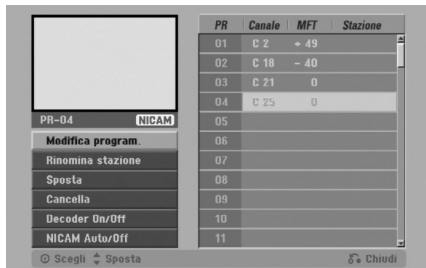 PR Canale MFT Stazione
01 C 2 + 49
02 C 18 - 40
03 C 21 0
04 C 25 0
05
06
07
08
09
10
11
PR-04 NICAM
Modifica program.
Rinomina stazione
Sposta
Cancella
Decoder On/Off
NICAM Auto/Off
Scegli Sposta
Chiudi